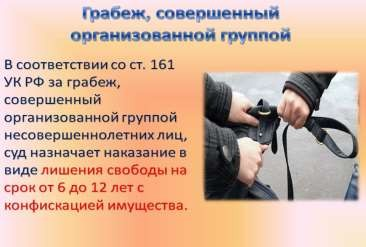 Грабеж, совершенный
организованной группой
В соответствии со ст. 161
УК РФ за грабеж,
совершенный
организованной группой
несовершеннолетних лиц,
суд назначает наказание в
виде лишения свободы на
срок от 6 до 12 лет с
конфискацией имущества.